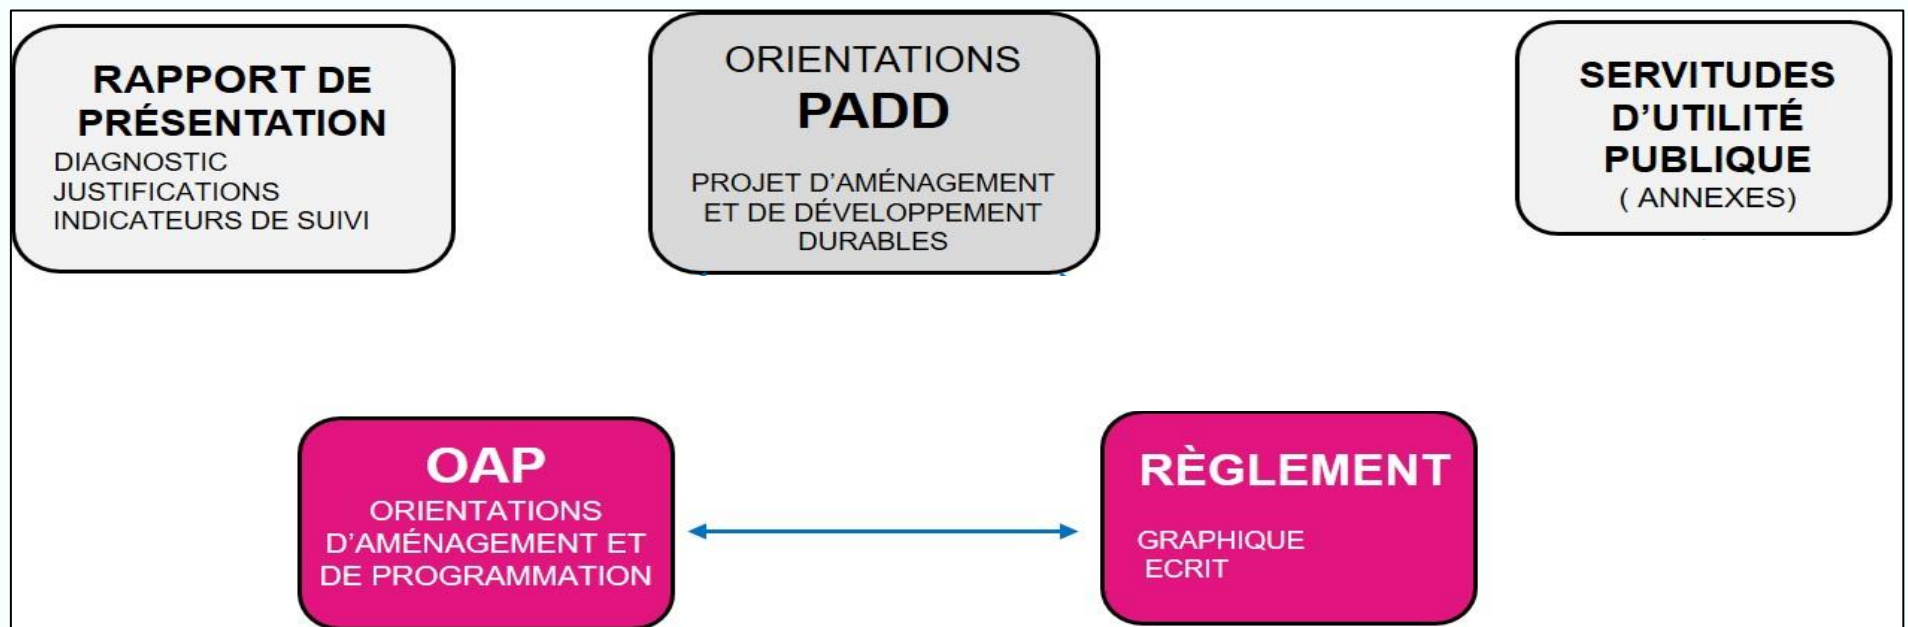 RAPPORT DE
PRÉSENTATION
DIAGNOSTIC
JUSTIFICATIONS
INDICATEURS DE SUIVI
ORIENTATIONS
PADD
PROJET D'AMÉNAGEMENT
ET DE DÉVELOPPEMENT
DURABLES
SERVITUDES
D'UTILITÉ
PUBLIQUE
( ANNEXES)
OAP
ORIENTATIONS
D'AMÉNAGEMENT ET
DE PROGRAMMATION
RÈGLEMENT
GRAPHIQUE
ECRIT